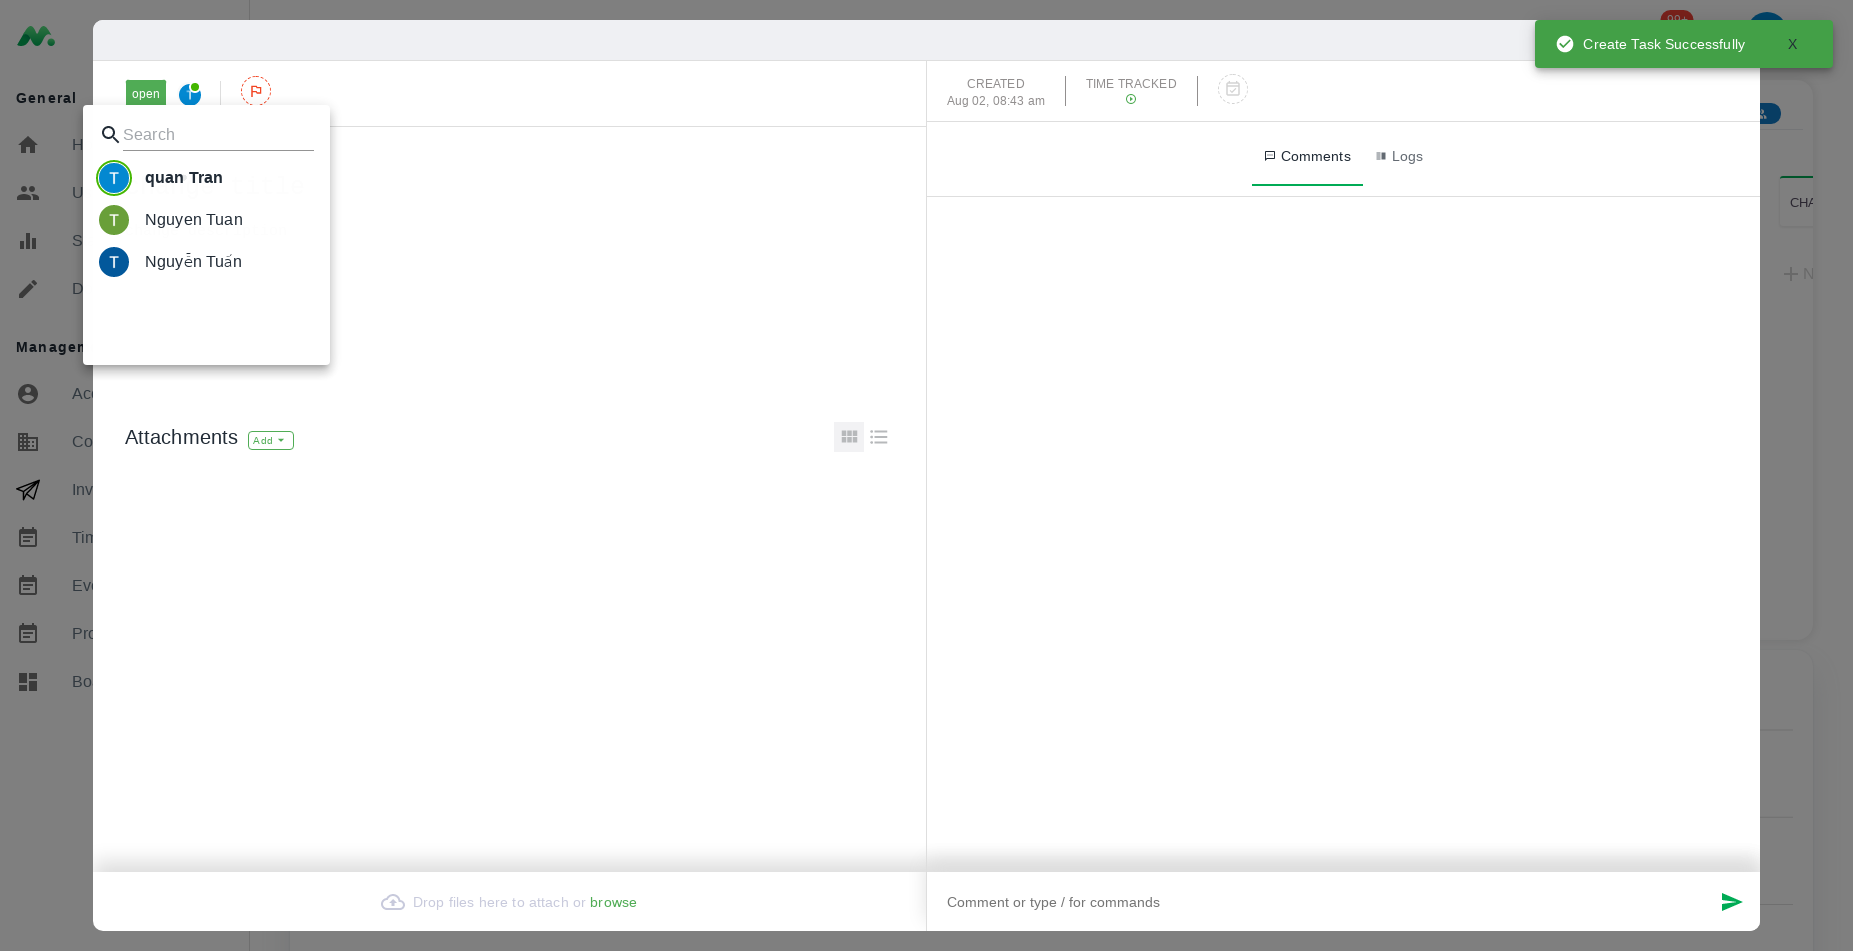 99+
Create Task Successfully
X
open
T
CREATED
Aug 02, 08:43 am
TIME TRACKED
General
Search
T
quan Tran
T
Nguyen Tuan
T
Nguyễn Tuấn
Comments
Logs
CHA
Attachments
Add
Drop files here to attach or browse
Comment or type / for commands